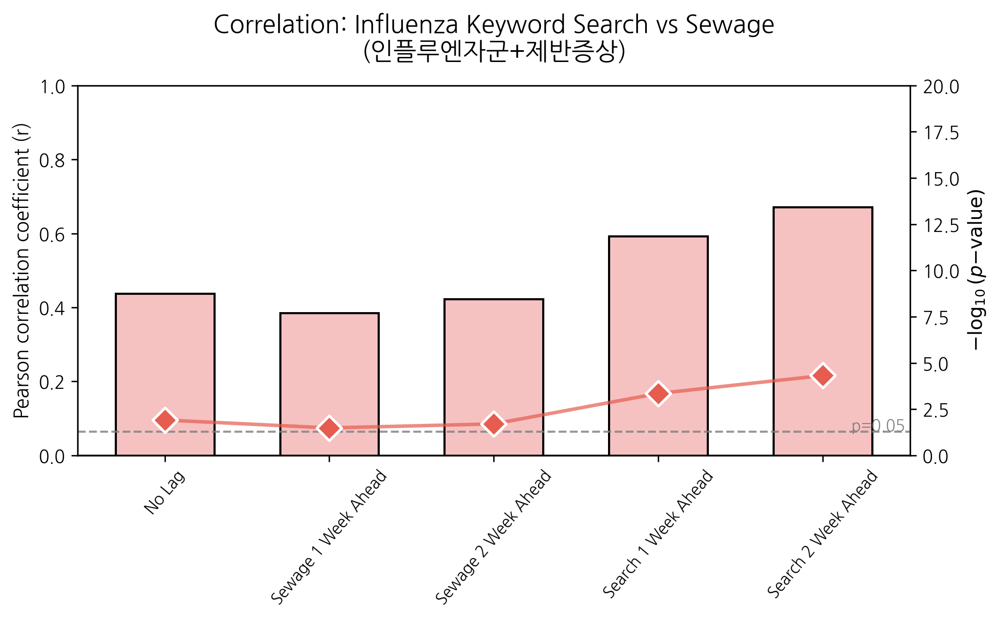 Correlation: Influenza Keyword Search vs Sewage
(인플루엔자군+제반증상)
Pearson correlation coefficient (r)
1.0
0.8
0.6
0.4
0.2
0.0
20.0
17.5
15.0
12.5
10.0
7.5
5.0
2.5
0.0
−log₁₀(p−value)
p=0.05
No Lag
Sewage 1 Week Ahead
Sewage 2 Week Ahead
Search 1 Week Ahead
Search 2 Week Ahead